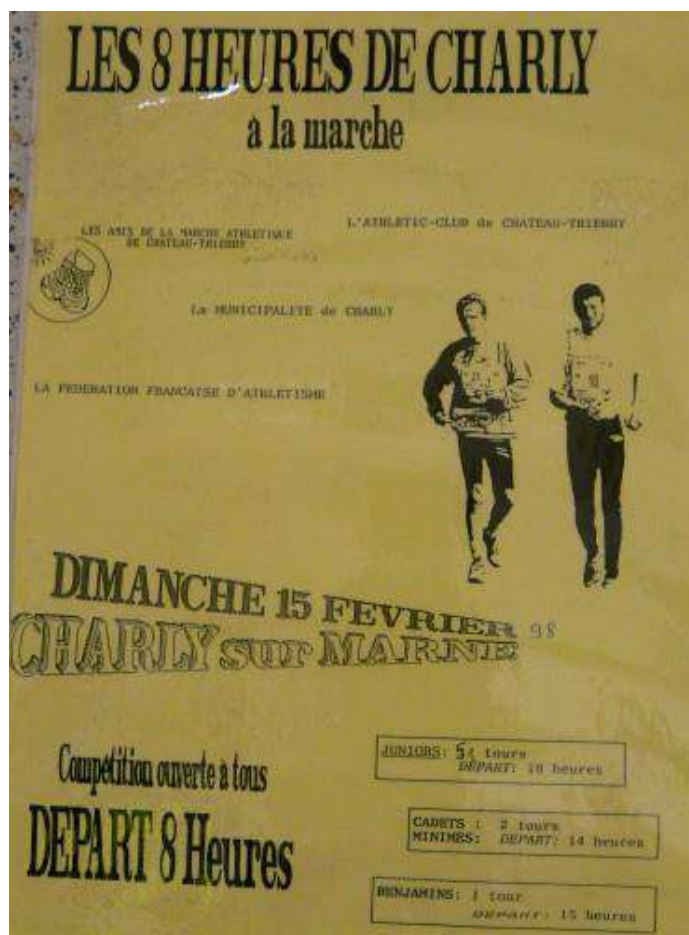 LES 8 HEURES DE CHARLY
à la marche
L'ATHLETIC-CLUB de CHATEAU-THIERRY
LES AMIS DE LA MARCHE ATHLETIQUE
DE CHATEAU-THIERRY
La MUNICIPALITE de CHARLY
LA FEDERATION FRANCAISE D'ATHLETISME
DIMANCHE 15 FEVRIER 98
CHARLY sur MARNE
Compétition ouverte à tous
DEPART 8 Heures
JUNIORS: 5 tours
DEPART: 10 heures
CADETS : 2 tours
MINIMES: DEPART: 14 heures
BENJAMINS: 1 tour
DEPART: 15 heures